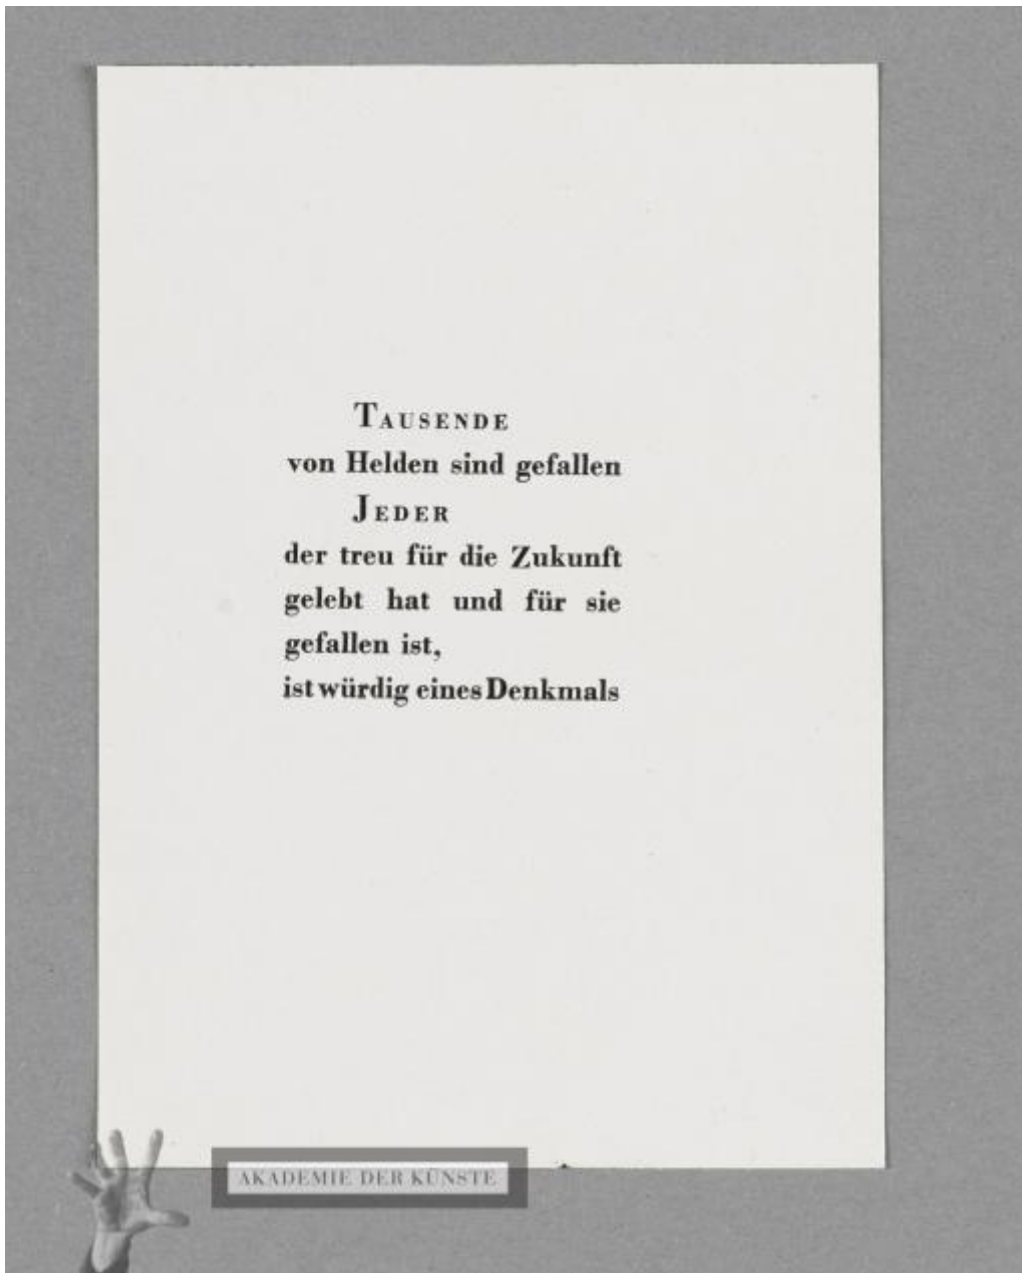 TAUSENDE
von Helden sind gefallen
JEDER
der treu für die Zukunft
gelebt hat und für sie
gefallen ist,
ist würdig eines Denkmals
AKADEMIE DER KÜNSTE